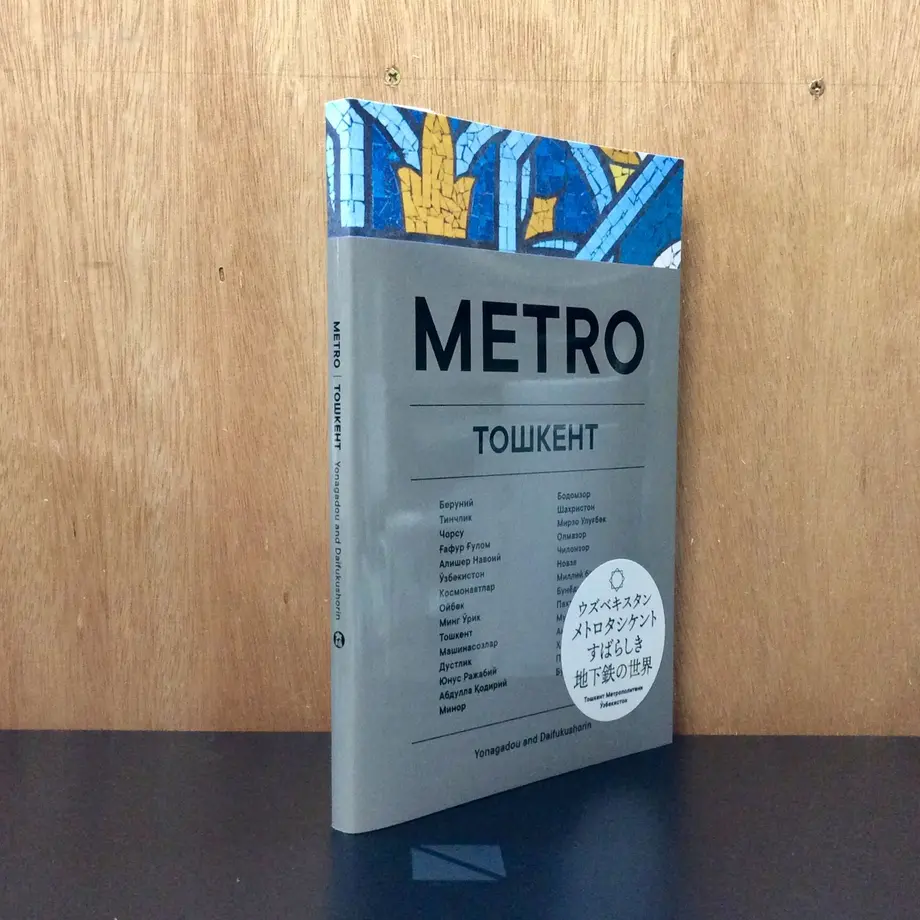 METRO
ТОШКЕНТ
Беруний
Тинчлик
Чорсу
Ғафур Ғулом
Алишер Навоий
Ўзбекистон
Космонавтлар
Ойбек
Минг Ўрик
Тошкент
Машинасозлар
Дустлик
Юнус Ражабий
Абдулла Қодирий
Минор
Бодомзор
Шахристон
Мирзо Улуғбек
Олмазор
Чилонзор
Новза
Миллий
ウズベキスタン
メトロタシケント
すばらしき
地下鉄の世界
Тошкент Метрополитени
Ўзбекистон
Yonagadou and Daifukushorin
METRO | ТОШКЕНТ Yonagadou and Daifukushorin